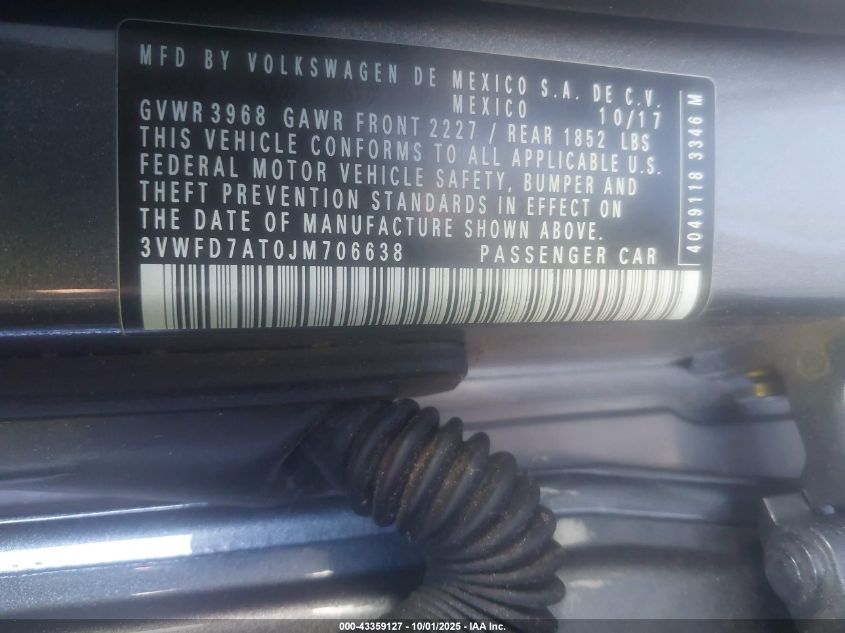 MFD BY VOLKSWAGEN DE MEXICO S.A. DE C.V.
MEXICO 10/17
GVWR 3968 GAWR FRONT 2227 / REAR 1852 LBS
THIS VEHICLE CONFORMS TO ALL APPLICABLE U.S.
FEDERAL MOTOR VEHICLE SAFETY, BUMPER AND
THEFT PREVENTION STANDARDS IN EFFECT ON
THE DATE OF MANUFACTURE SHOWN ABOVE.
3VWFD7AT0JM706638 PASSENGER CAR
4049118 3346 M
000-43359127 - 10/01/2025 - IAA Inc.